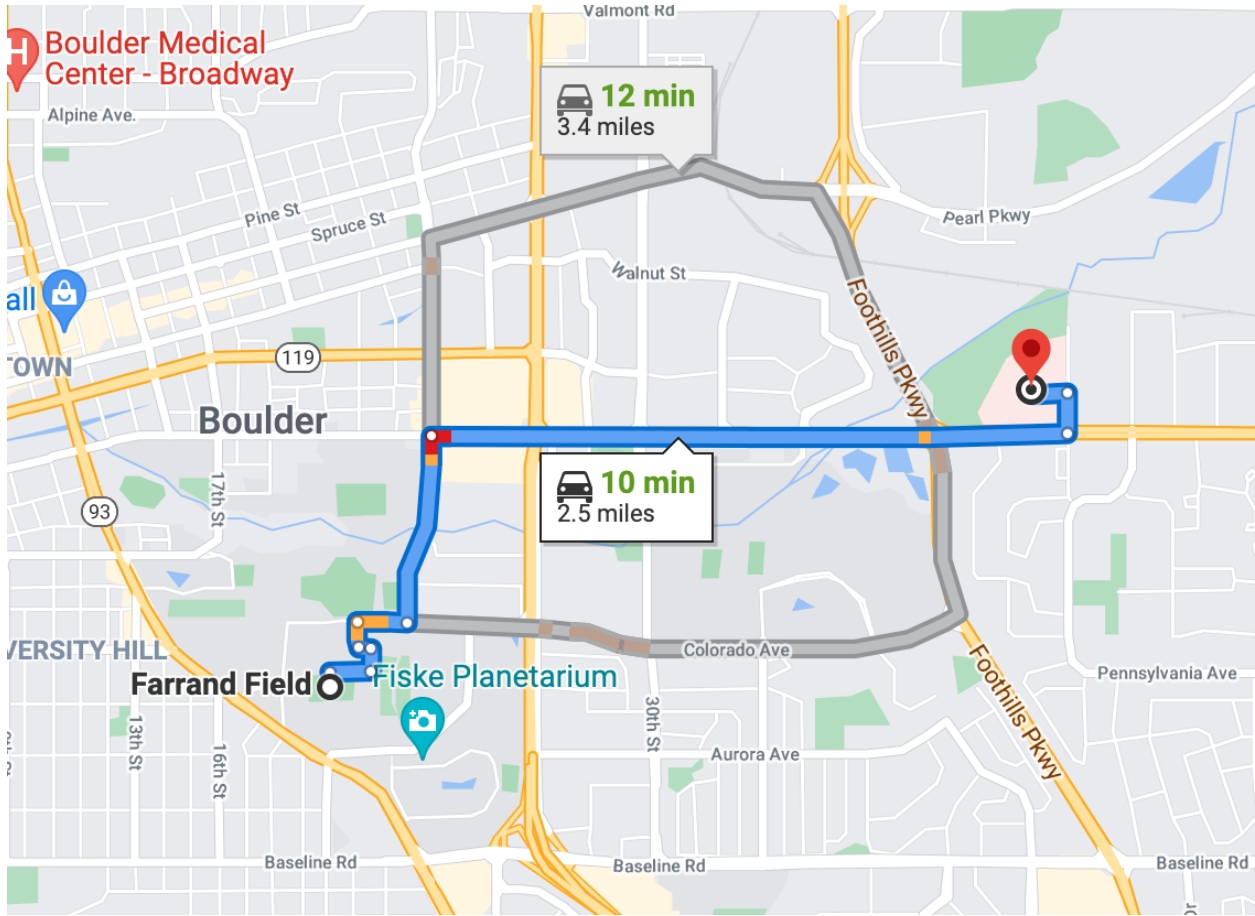 Valmont Rd
H
Boulder Medical
Center - Broadway
12 min
3.4 miles
Alpine Ave.
Pine St
Spruce St
Pearl Pkwy
Walnut St
all
Foothills Pkwy
119
TOWN
Boulder
10 min
2.5 miles
17th St
93
VERSITY HILL
Colorado Ave
Farrand Field
Fiske Planetarium
Pennsylvania Ave
Foothills Pkwy
13th St
16th St
30th St
Aurora Ave
Baseline Rd
Baseline Rd
Baseline Rd